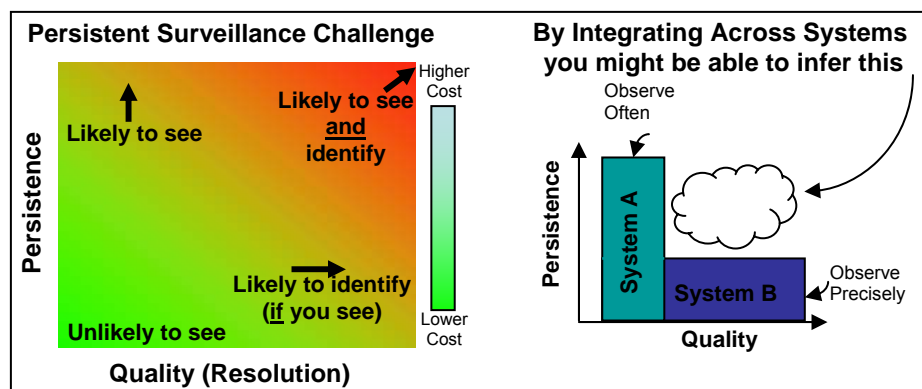 Persistent Surveillance Challenge
Higher
Cost
Likely to see
Likely to see
and
identify
Persistence
Likely to identify
(if you see)
Unlikely to see
Lower
Cost
Quality (Resolution)
By Integrating Across Systems
you might be able to infer this
Observe
Often
Persistence
System A
System B
Observe
Precisely
Quality